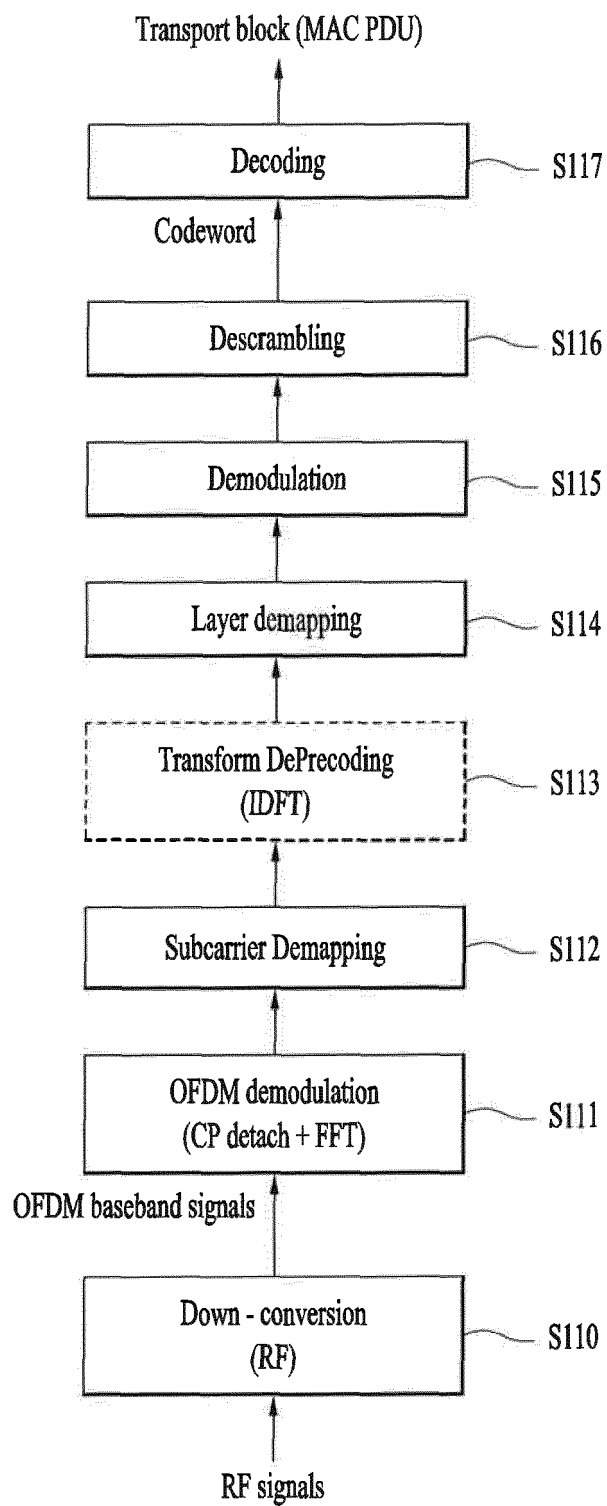 Transport block (MAC PDU)
Decoding
S117
Codeword
Descrambling
S116
Demodulation
S115
Layer demapping
S114
Transform DePrecoding
(IDFT)
S113
Subcarrier Demapping
S112
OFDM demodulation
(CP detach + FFT)
S111
OFDM baseband signals
Down - conversion
(RF)
S110
RF signals